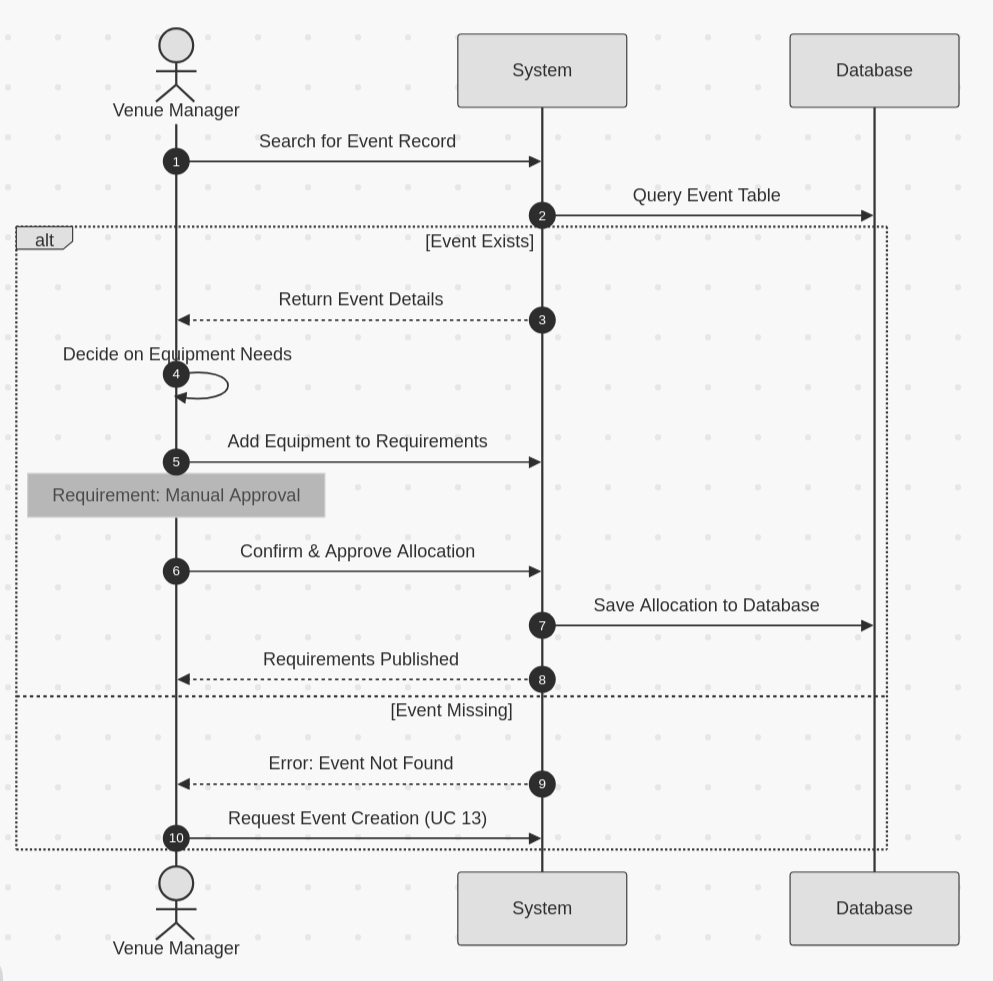 Venue Manager
System
Database
Search for Event Record
1
Query Event Table
2
alt
[Event Exists]
Return Event Details
3
Decide on Equipment Needs
4
Add Equipment to Requirements
5
Requirement: Manual Approval
Confirm & Approve Allocation
6
Save Allocation to Database
7
Requirements Published
8
[Event Missing]
Error: Event Not Found
9
Request Event Creation (UC 13)
10
Venue Manager
System
Database